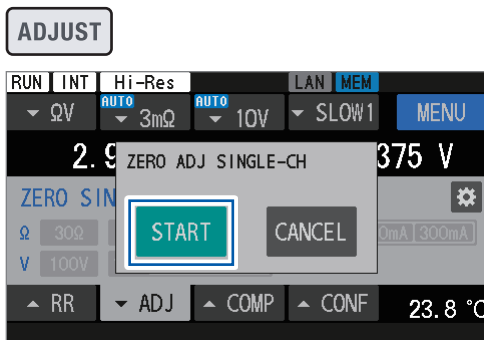 ADJUST
RUN INT Hi-Res LAN MEM
ΩV AUTO 3mΩ AUTO 10V SLOW1 MENU
2. 9 375 V
ZERO ADJ SINGLE-CH
ZERO SIN
START CANCEL
Ω 30Ω 0mA 300mA
V 100V
RR ADJ COMP CONF 23.8 °C